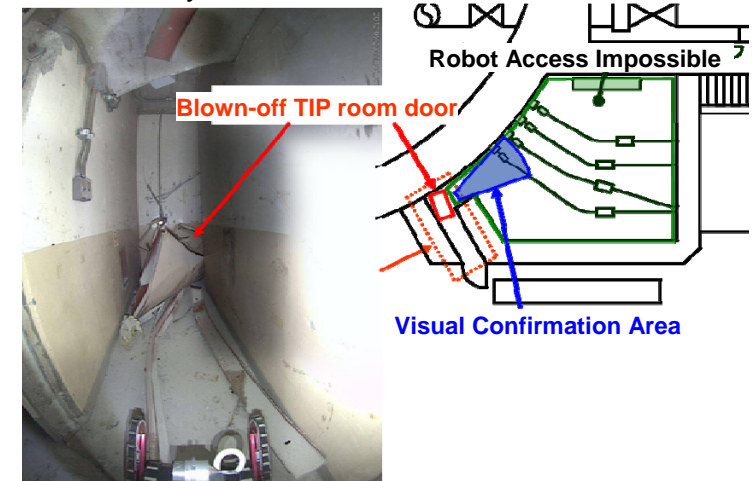 Robot Access Impossible
Blown-off TIP room door
Visual Confirmation Area